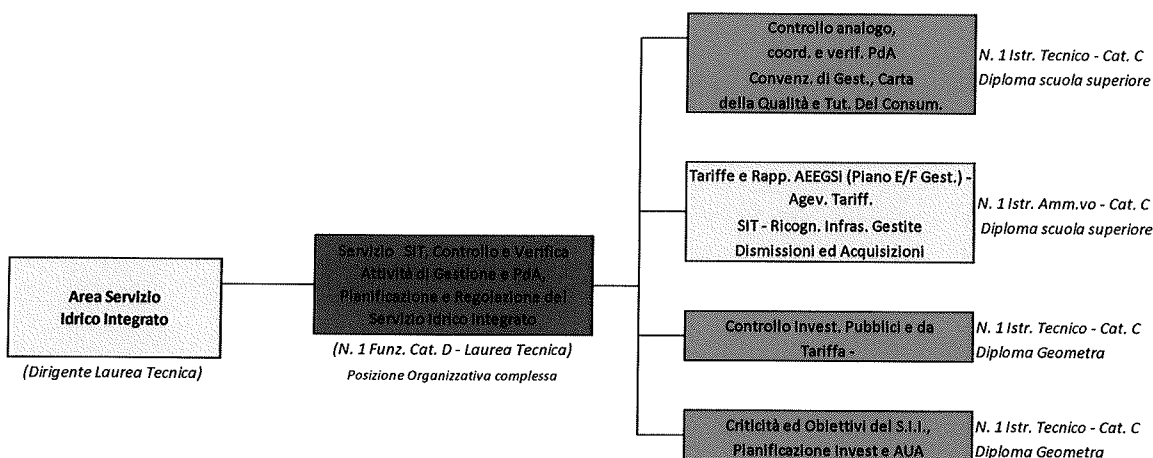 Area Servizio
Idrico Integrato
(Dirigente Laurea Tecnica)
Servizio SIT, Controllo e Verifica
Attività di Gestione e PdA,
Pianificazione e Regolazione del
Servizio Idrico Integrato
(N. 1 Funz. Cat. D - Laurea Tecnica)
Posizione Organizzativa complessa
Controllo analogo,
coord. e verif. PdA
Convenz. di Gest., Carta
della Qualità e Tut. Del Consum.
N. 1 Istr. Tecnico - Cat. C
Diploma scuola superiore
Tariffe e Rapp. AEEGSI (Piano E/F Gest.) -
Agev. Tariff.
SIT - Ricogn. Infras. Gestite
Dismissioni ed Acquisizioni
N. 1 Istr. Amm.vo - Cat. C
Diploma scuola superiore
Controllo Invest. Pubblici e da
Tariffa -
N. 1 Istr. Tecnico - Cat. C
Diploma Geometra
Criticità ed Obiettivi del S.I.I.,
Pianificazione Invest e AUA
N. 1 Istr. Tecnico - Cat. C
Diploma Geometra